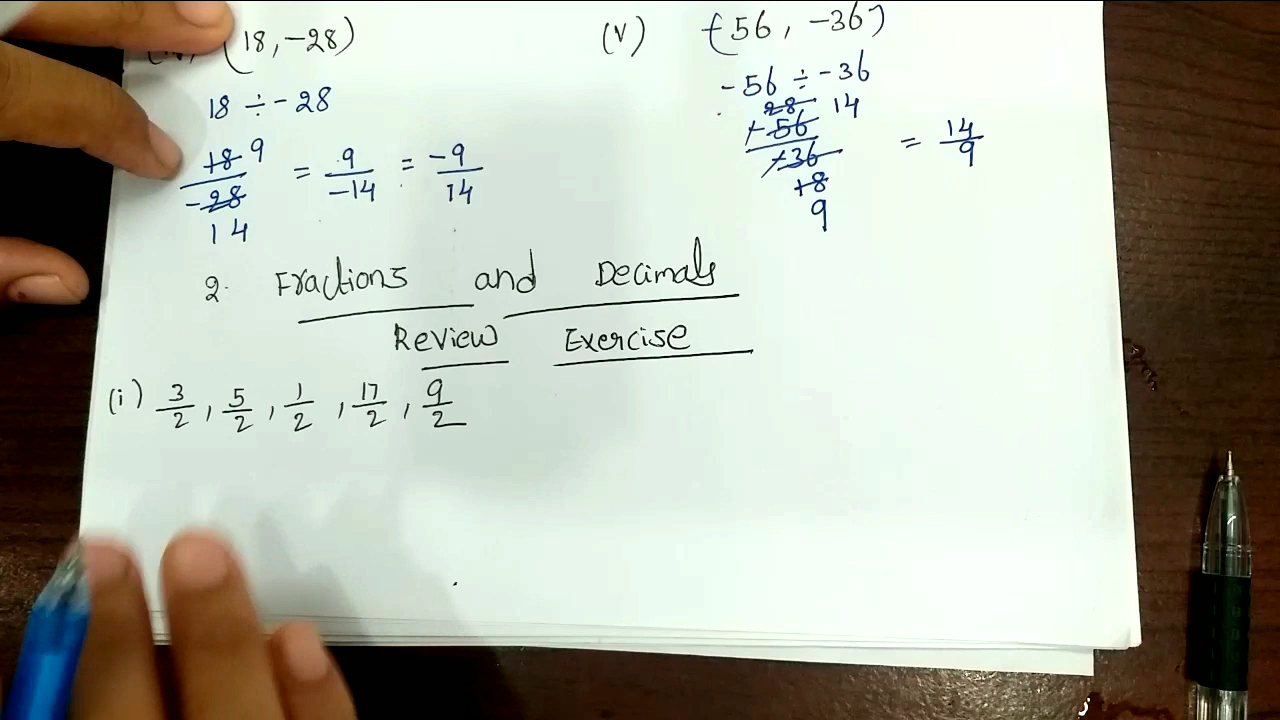 (18, -28)
18 ÷ -28
18 9 / -28 14 = 9/-14 = -9/14
(V) (-56, -36)
-56 ÷ -36
28 14 -56 / -36 18 9 = 14/9
2. Fractions and Decimals
Review Exercise
(i) 3/2, 5/2, 1/2, 17/2, 9/2